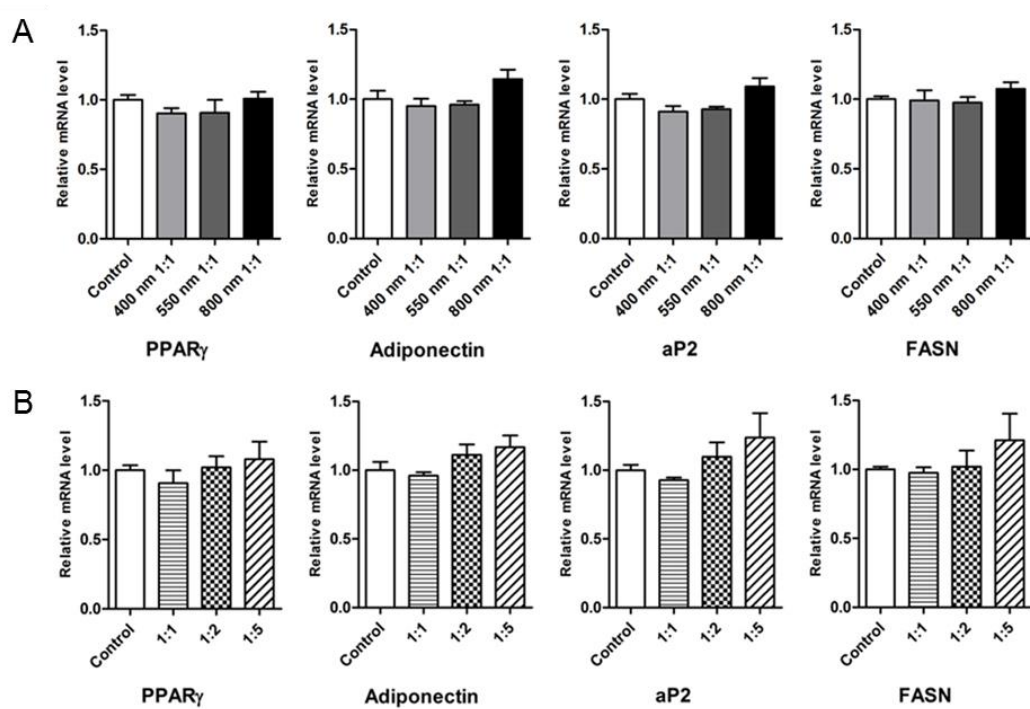 A
Relative mRNA level
1.5
1.0
0.5
0.0
Control
400 nm 1:1
550 nm 1:1
800 nm 1:1
PPARγ
Relative mRNA level
1.5
1.0
0.5
0.0
Control
400 nm 1:1
550 nm 1:1
800 nm 1:1
Adiponectin
Relative mRNA level
1.5
1.0
0.5
0.0
Control
400 nm 1:1
550 nm 1:1
800 nm 1:1
aP2
Relative mRNA level
1.5
1.0
0.5
0.0
Control
400 nm 1:1
550 nm 1:1
800 nm 1:1
FASN
B
Relative mRNA level
1.5
1.0
0.5
0.0
Control
1:1
1:2
1:5
PPARγ
Relative mRNA level
1.5
1.0
0.5
0.0
Control
1:1
1:2
1:5
Adiponectin
Relative mRNA level
1.5
1.0
0.5
0.0
Control
1:1
1:2
1:5
aP2
Relative mRNA level
1.5
1.0
0.5
0.0
Control
1:1
1:2
1:5
FASN